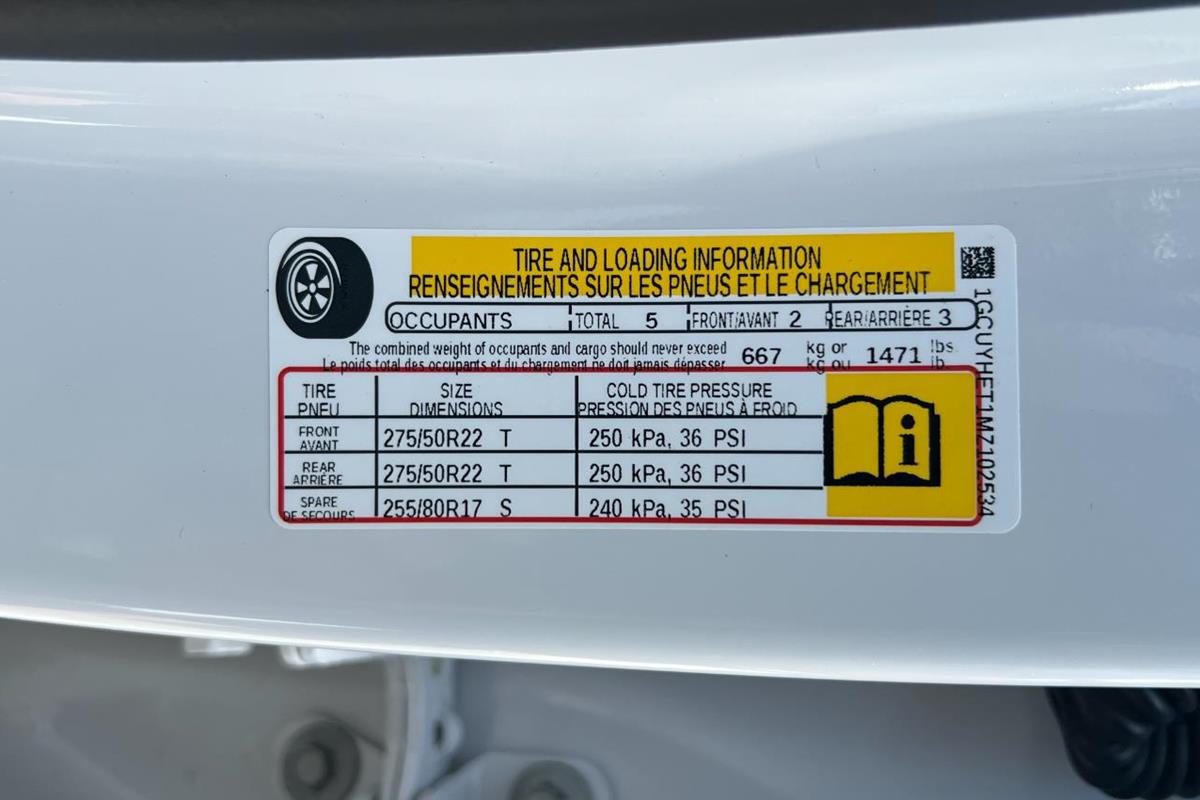 TIRE AND LOADING INFORMATION
RENSEIGNEMENTS SUR LES PNEUS ET LE CHARGEMENT
OCCUPANTS TOTAL 5 FRONT/AVANT 2 REAR/ARRIÈRE 3
The combined weight of occupants and cargo should never exceed 667 kg or 1471 lbs.
Le poids total des occupants et du chargement ne doit jamais dépasser kg ou lb.
TIRE SIZE COLD TIRE PRESSURE
PNEU DIMENSIONS PRESSION DES PNEUS À FROID
FRONT
AVANT 275/50R22 T 250 kPa, 36 PSI
REAR
ARRIÈRE 275/50R22 T 250 kPa, 36 PSI
SPARE
DE SECOURS 255/80R17 S 240 kPa, 35 PSI
i
1GCUYHET1MZ102534